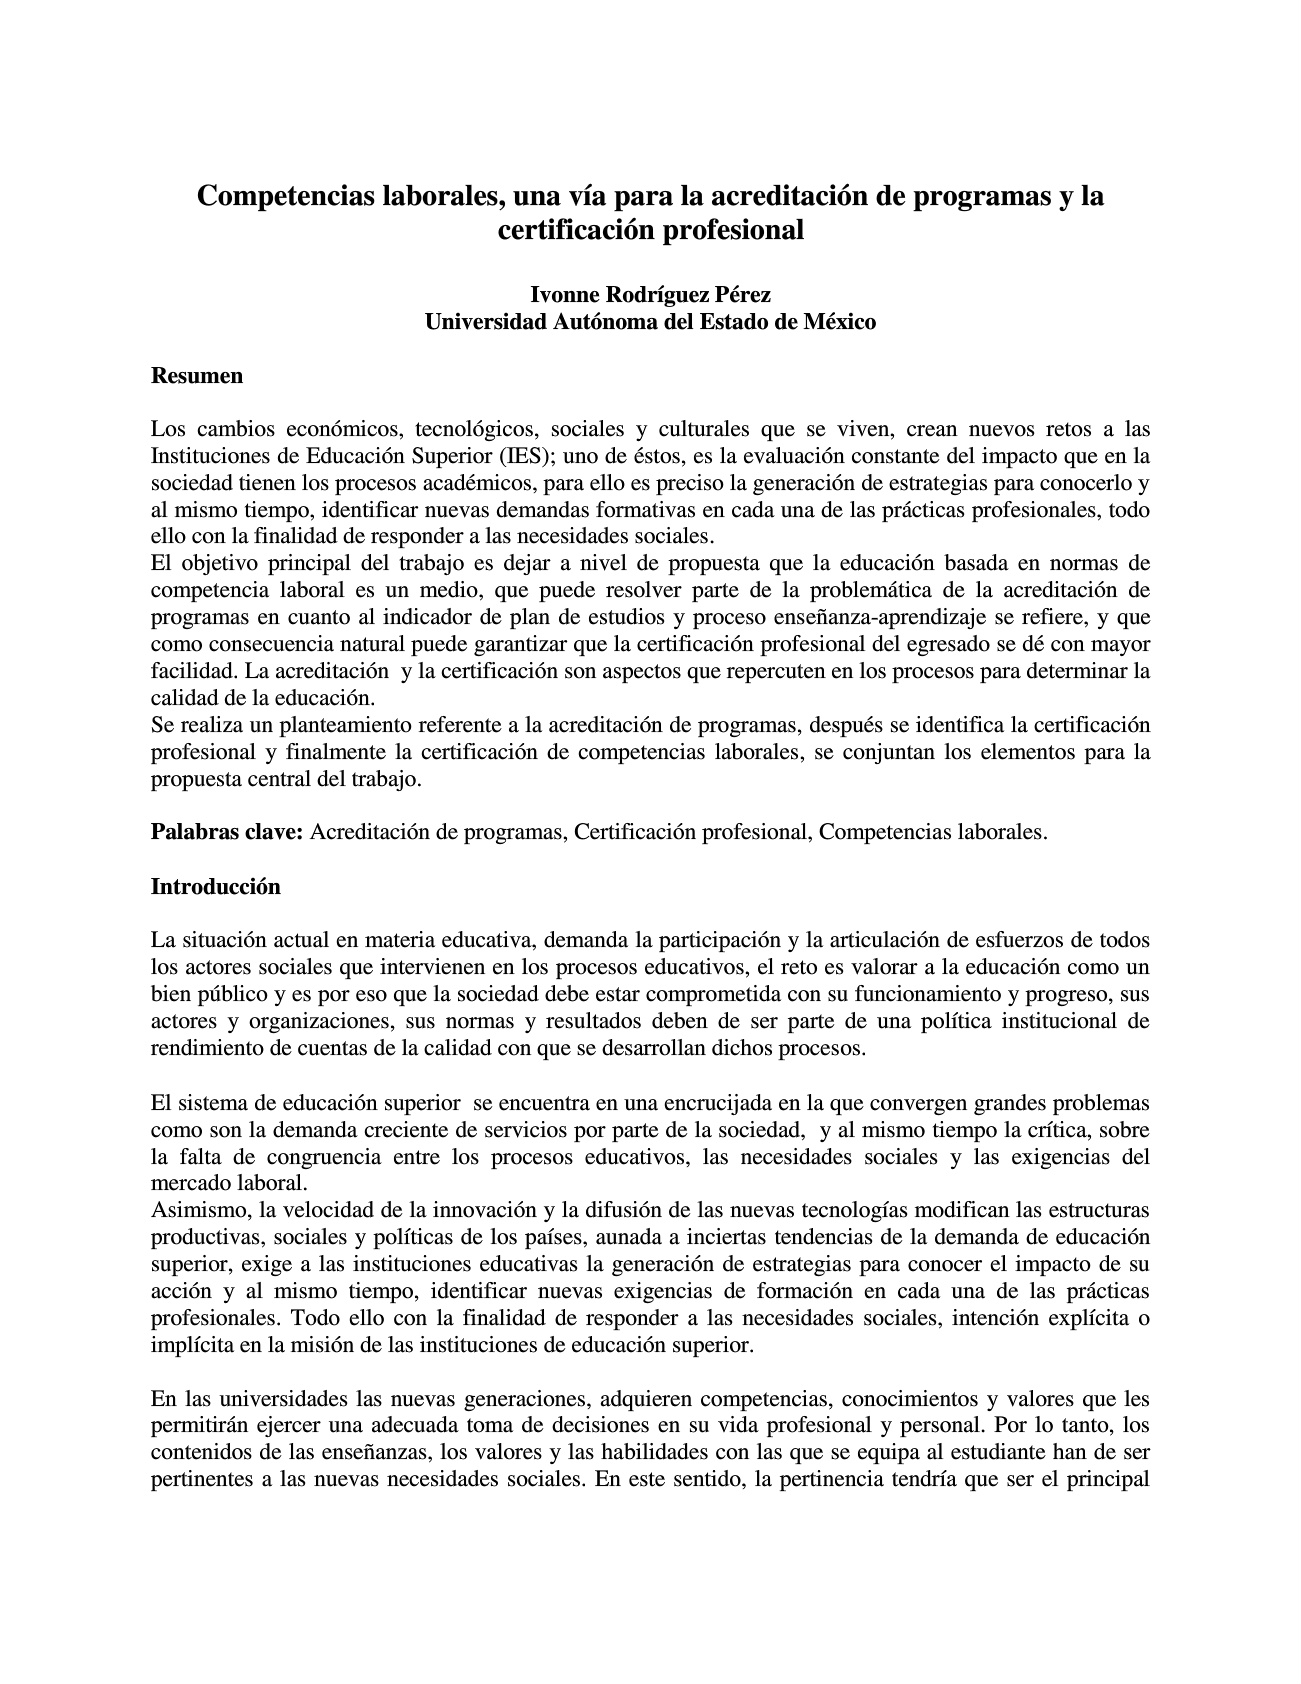 Competencias laborales, una vía para la acreditación de programas y la
certificación profesional
Ivonne Rodríguez Pérez
Universidad Autónoma del Estado de México
Resumen
Los cambios económicos, tecnológicos, sociales y culturales que se viven, crean nuevos retos a las
Instituciones de Educación Superior (IES); uno de éstos, es la evaluación constante del impacto que en la
sociedad tienen los procesos académicos, para ello es preciso la generación de estrategias para conocerlo y
al mismo tiempo, identificar nuevas demandas formativas en cada una de las prácticas profesionales, todo
ello con la finalidad de responder a las necesidades sociales.
El objetivo principal del trabajo es dejar a nivel de propuesta que la educación basada en normas de
competencia laboral es un medio, que puede resolver parte de la problemática de la acreditación de
programas en cuanto al indicador de plan de estudios y proceso enseñanza-aprendizaje se refiere, y que
como consecuencia natural puede garantizar que la certificación profesional del egresado se dé con mayor
facilidad. La acreditación  y la certificación son aspectos que repercuten en los procesos para determinar la
calidad de la educación.
Se realiza un planteamiento referente a la acreditación de programas, después se identifica la certificación
profesional y finalmente la certificación de competencias laborales, se conjuntan los elementos para la
propuesta central del trabajo.
Palabras clave: Acreditación de programas, Certificación profesional, Competencias laborales.
Introducción
La situación actual en materia educativa, demanda la participación y la articulación de esfuerzos de todos
los actores sociales que intervienen en los procesos educativos, el reto es valorar a la educación como un
bien público y es por eso que la sociedad debe estar comprometida con su funcionamiento y progreso, sus
actores y organizaciones, sus normas y resultados deben de ser parte de una política institucional de
rendimiento de cuentas de la calidad con que se desarrollan dichos procesos.
El sistema de educación superior  se encuentra en una encrucijada en la que convergen grandes problemas
como son la demanda creciente de servicios por parte de la sociedad,  y al mismo tiempo la crítica, sobre
la falta de congruencia entre los procesos educativos, las necesidades sociales y las exigencias del
mercado laboral.
Asimismo, la velocidad de la innovación y la difusión de las nuevas tecnologías modifican las estructuras
productivas, sociales y políticas de los países, aunada a inciertas tendencias de la demanda de educación
superior, exige a las instituciones educativas la generación de estrategias para conocer el impacto de su
acción y al mismo tiempo, identificar nuevas exigencias de formación en cada una de las prácticas
profesionales. Todo ello con la finalidad de responder a las necesidades sociales, intención explícita o
implícita en la misión de las instituciones de educación superior.
En las universidades las nuevas generaciones, adquieren competencias, conocimientos y valores que les
permitirán ejercer una adecuada toma de decisiones en su vida profesional y personal. Por lo tanto, los
contenidos de las enseñanzas, los valores y las habilidades con las que se equipa al estudiante han de ser
pertinentes a las nuevas necesidades sociales. En este sentido, la pertinencia tendría que ser el principal